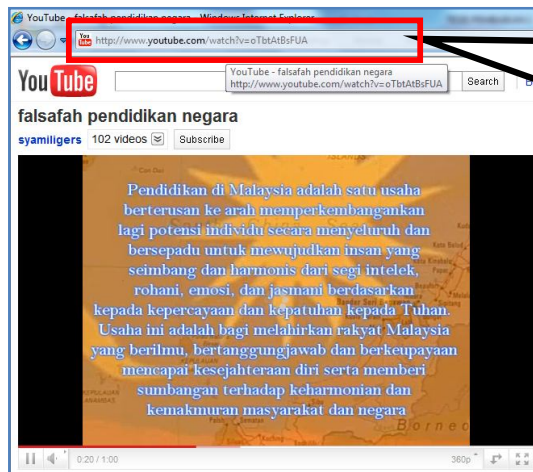 YouTube - falsafah pendidikan negara - Windows Internet Explorer
http://www.youtube.com/watch?v=oTbtAtBsFUA
YouTube - falsafah pendidikan negara
http://www.youtube.com/watch?v=oTbtAtBsFUA
You Tube
Search
falsafah pendidikan negara
syamiligers 102 videos Subscribe
Pendidikan di Malaysia adalah satu usaha
berterusan ke arah memperkembangankan
lagi potensi individu secara menyeluruh dan
bersepadu untuk mewujudkan insan yang
seimbang dan harmonis dari segi intelek,
rohani, emosi, dan jasmani berdasarkan
kepada kepercayaan dan kepatuhan kepada Tuhan.
Usaha ini adalah bagi melahirkan rakyat Malaysia
yang berilmu, bertanggungjawab dan berkeupayaan
mencapai kesejahteraan diri serta memberi
sumbangan terhadap keharmonian dan
kemakmuran masyarakat dan negara
Borneo
0:20 / 1:00
360p